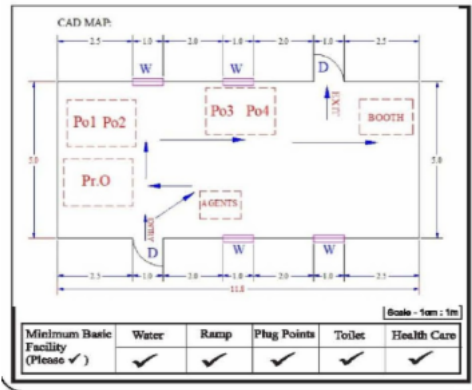 CAD MAP:
2.5 1.0 2.0 1.0 2.0 1.0 2.5
W W D
Po1 Po2
Po3 Po4
EXIT
BOOTH
5.0 5.0
Pr.O
AGENTS
ENTRY
D W W
2.5 1.0 2.0 1.0 2.0 1.0 2.5
Scale - 1cm : 1m
Minimum Basic Facility (Please ✓) Water Ramp Plug Points Toilet Health Care
✓ ✓ ✓ ✓ ✓